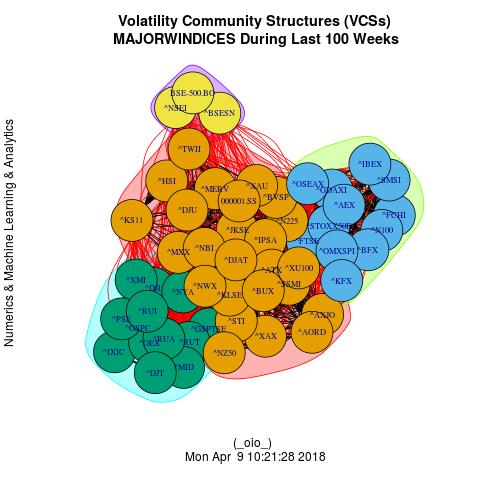 Volatility Community Structures (VCSs)
MAJORWINDICES During Last 100 Weeks
Numerics & Machine Learning & Analytics
BSE-500.BO
^NSEI
^BSESN
^TWII
^IBEX
^HSI
^OSEAX
^GDAXI
^SMSI
^MERV
^XAU
^BVSP
000001.SS
^AEX
^DJU
^FCHI
^KS11
^N225
^STOXX50E
^N100
^JKSE
^IPSA
^FTSE
^MXX
^NBI
^OMXSPI
^BFX
^DJAT
^ATX
^XU100
^XMI
^DJI
^NYA
^NWX
^KLSE
^BUX
^SSMI
^KFX
^PSE
^RUI
^GSPC
^GSPTSE
^STI
^ANJO
^AORD
^OEX
^RUA
^RUT
^XAX
^IXIC
^NZ50
^DJT
^MID
(_oio_)
Mon Apr 9 10:21:28 2018